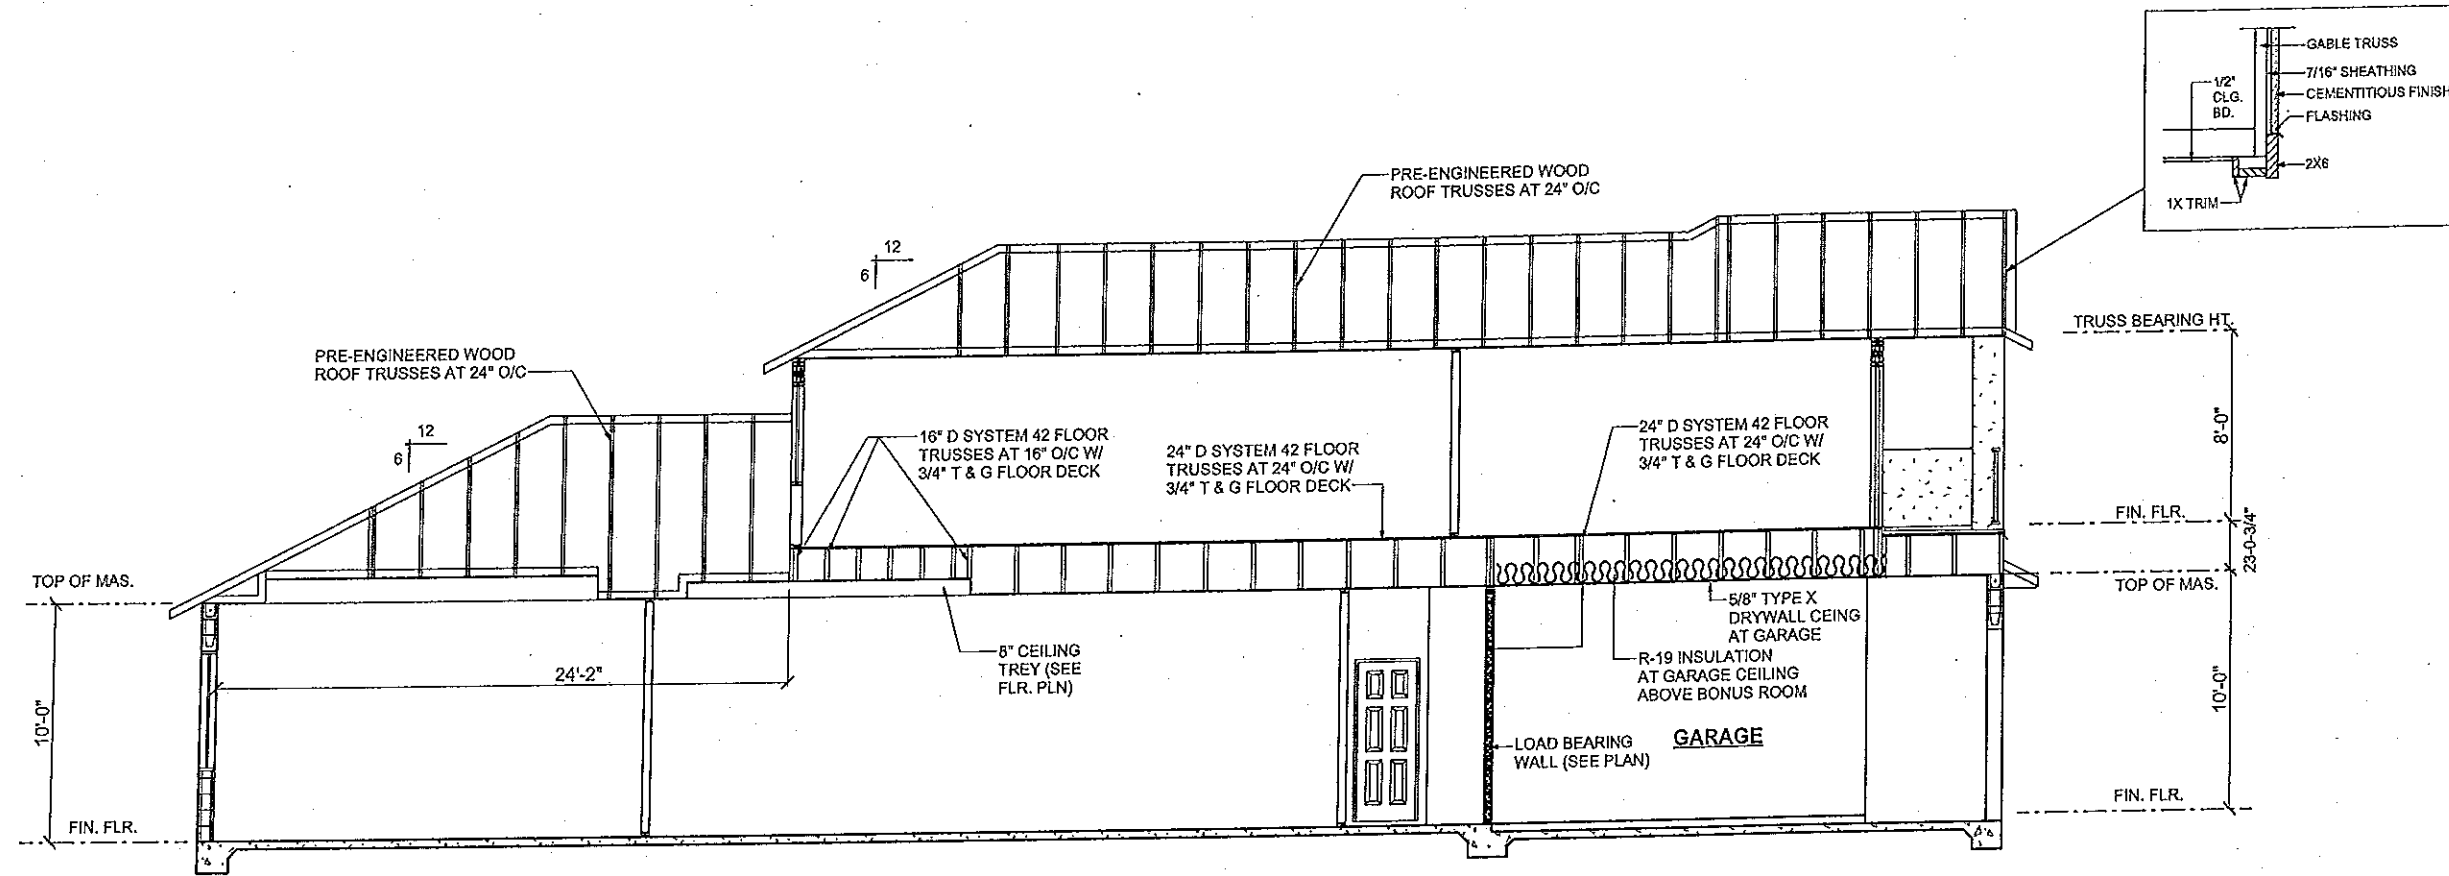 GABLE TRUSS
7/16" SHEATHING
1/2"
CLG.
BD.
CEMENTITIOUS FINISH
FLASHING
2X6
1X TRIM
PRE-ENGINEERED WOOD
ROOF TRUSSES AT 24" O/C
12
6
TRUSS BEARING HT.
PRE-ENGINEERED WOOD
ROOF TRUSSES AT 24" O/C
12
6
16" D SYSTEM 42 FLOOR
TRUSSES AT 16" O/C W/
3/4" T & G FLOOR DECK
24" D SYSTEM 42 FLOOR
TRUSSES AT 24" O/C W/
3/4" T & G FLOOR DECK
24" D SYSTEM 42 FLOOR
TRUSSES AT 24" O/C W/
3/4" T & G FLOOR DECK
8'-0"
FIN. FLR.
23-0-3/4"
TOP OF MAS.
TOP OF MAS.
5/8" TYPE X
DRYWALL CEING
AT GARAGE
8" CEILING
TREY (SEE
FLR. PLN)
R-19 INSULATION
AT GARAGE CEILING
ABOVE BONUS ROOM
24'-2"
10'-0"
10'-0"
LOAD BEARING
WALL (SEE PLAN)
GARAGE
FIN. FLR.
FIN. FLR.